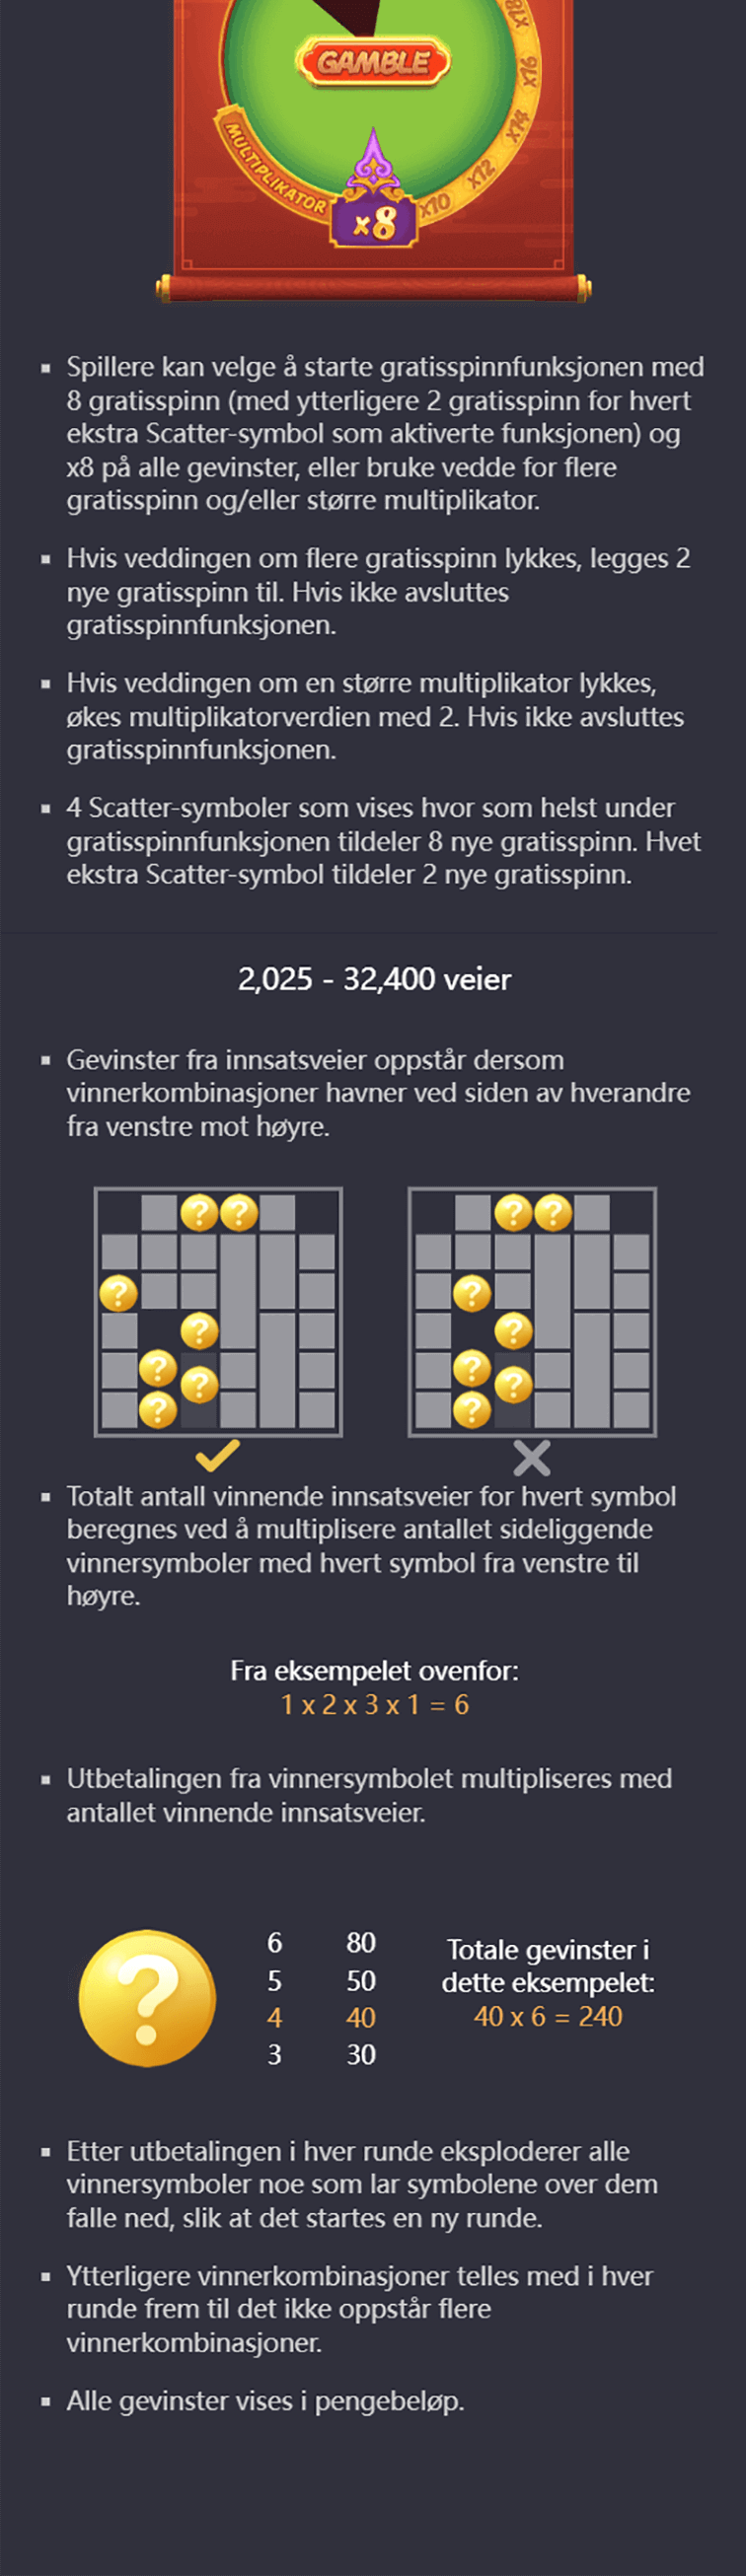 x18
GAMBLE
x16
x14
MULTIPLIKATOR
x12
x10
x8
▪ Spillere kan velge å starte gratisspinnfunksjonen med
8 gratisspinn (med ytterligere 2 gratisspinn for hvert
ekstra Scatter-symbol som aktiverte funksjonen) og
x8 på alle gevinster, eller bruke vedde for flere
gratisspinn og/eller større multiplikator.
▪ Hvis veddingen om flere gratisspinn lykkes, legges 2
nye gratisspinn til. Hvis ikke avsluttes
gratisspinnfunksjonen.
▪ Hvis veddingen om en større multiplikator lykkes,
økes multiplikatorverdien med 2. Hvis ikke avsluttes
gratisspinnfunksjonen.
▪ 4 Scatter-symboler som vises hvor som helst under
gratisspinnfunksjonen tildeler 8 nye gratisspinn. Hvet
ekstra Scatter-symbol tildeler 2 nye gratisspinn.
2,025 - 32,400 veier
▪ Gevinster fra innsatsveier oppstår dersom
vinnerkombinasjoner havner ved siden av hverandre
fra venstre mot høyre.
? ? ? ?
? ?
? ?
? ?
? ?
? ?
▪ Totalt antall vinnende innsatsveier for hvert symbol
beregnes ved å multiplisere antallet sideliggende
vinnersymboler med hvert symbol fra venstre til
høyre.
Fra eksempelet ovenfor:
1 x 2 x 3 x 1 = 6
▪ Utbetalingen fra vinnersymbolet multipliseres med
antallet vinnende innsatsveier.
?
6 80
5 50
4 40
3 30
Totale gevinster i
dette eksempelet:
40 x 6 = 240
▪ Etter utbetalingen i hver runde eksploderer alle
vinnersymboler noe som lar symbolene over dem
falle ned, slik at det startes en ny runde.
▪ Ytterligere vinnerkombinasjoner telles med i hver
runde frem til det ikke oppstår flere
vinnerkombinasjoner.
▪ Alle gevinster vises i pengebeløp.